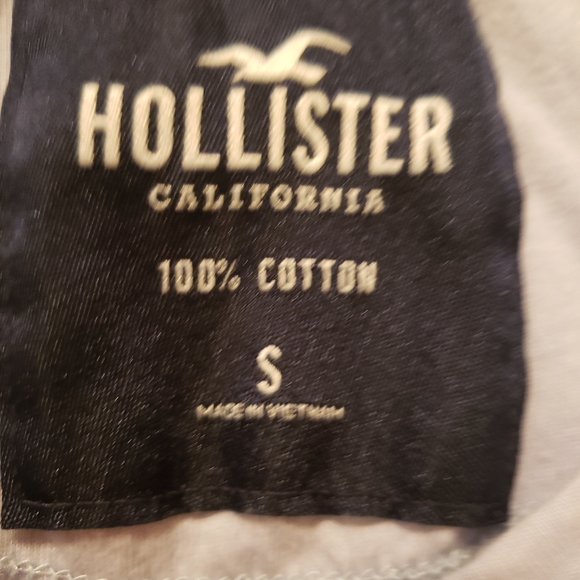 HOLLISTER
CALIFORNIA
100% COTTON
S
MADE IN VIETNAM